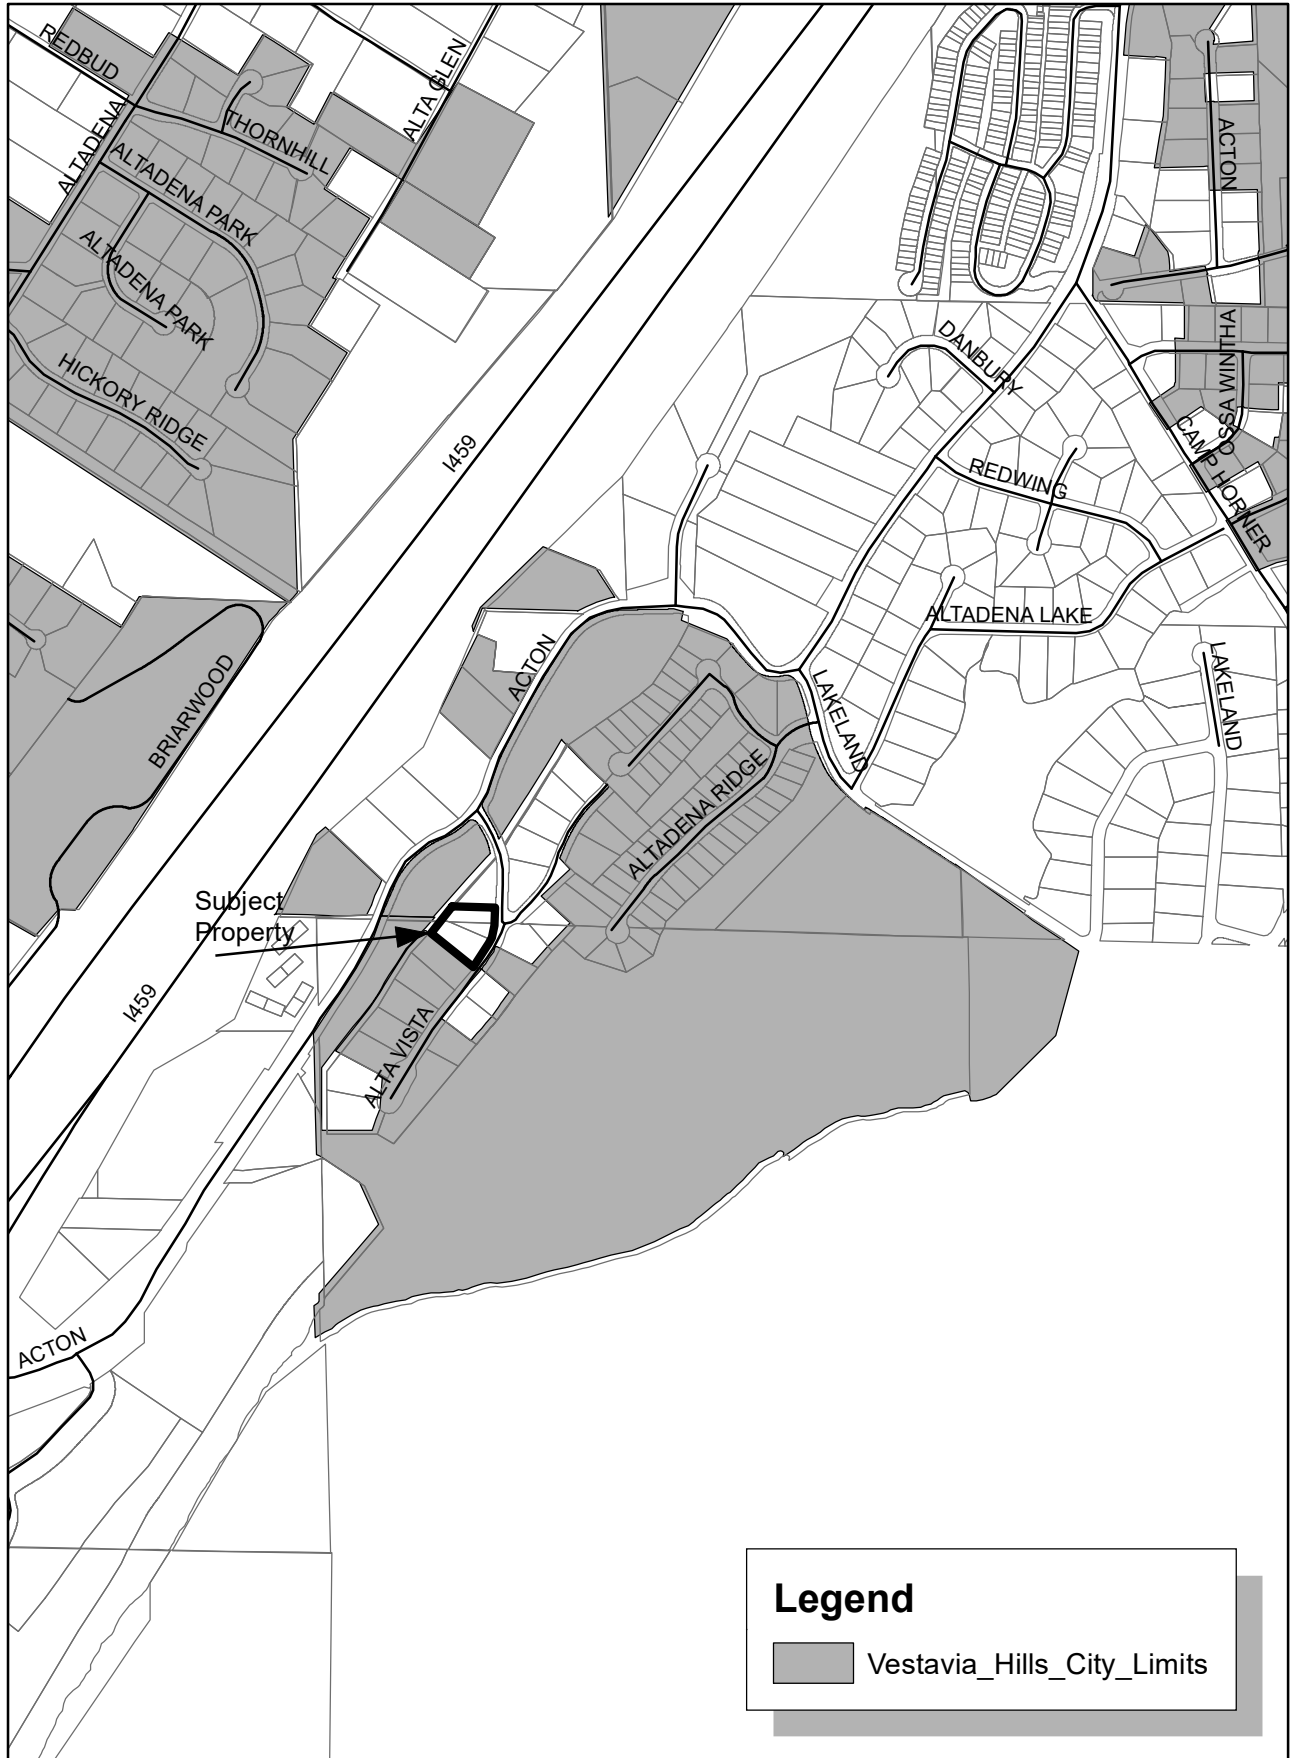 REDBUD
ALTADENA
THORNHILL
ALTA GLEN
ALTADENA PARK
ALTADENA PARK
HICKORY RIDGE
I459
ACTON
DANBURY
OSSA WINTHA
CAMP HORNER
REDWING
ALTADENA LAKE
LAKELAND
LAKELAND
ACTON
BRIARWOOD
ALTADENA RIDGE
Subject
Property
I459
ALTA VISTA
ACTON
Legend
Vestavia_Hills_City_Limits